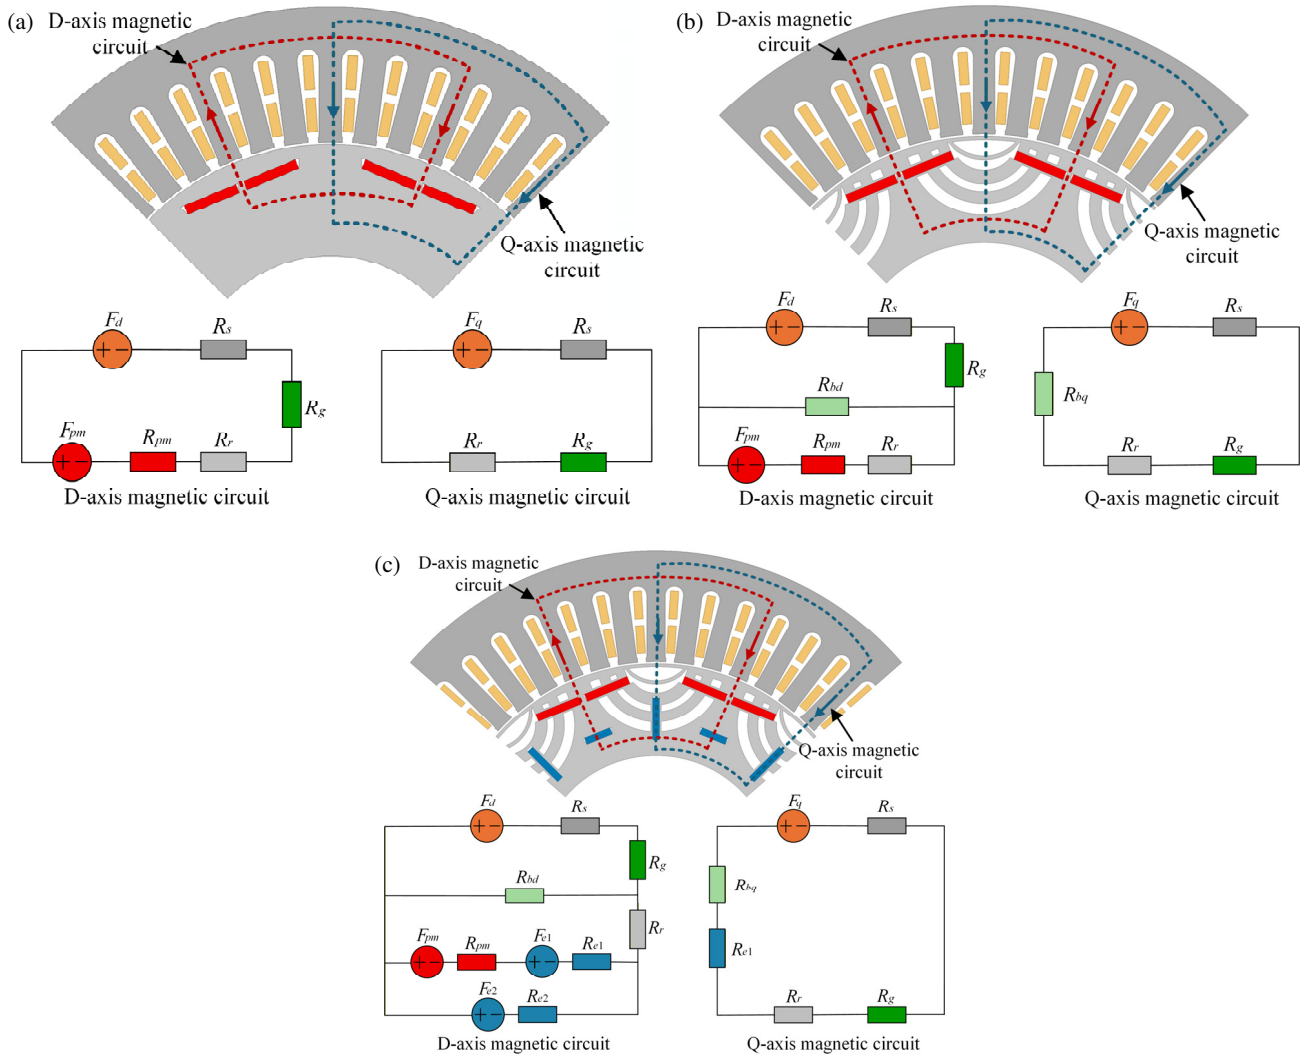 (a)
D-axis magnetic
circuit
Q-axis magnetic
circuit
Fd
Rs
Rg
Fpm
Rpm
Rr
D-axis magnetic circuit
Fq
Rs
Rr
Rg
Q-axis magnetic circuit
(b)
D-axis magnetic
circuit
Q-axis magnetic
circuit
Fd
Rs
Rg
Rbd
Fpm
Rpm
Rr
D-axis magnetic circuit
Fq
Rs
Rbq
Rr
Rg
Q-axis magnetic circuit
(c)
D-axis magnetic
circuit
Q-axis magnetic
circuit
Fd
Rs
Rg
Rbd
Rr
Fpm
Rpm
Fe1
Re1
Fe2
Re2
D-axis magnetic circuit
Fq
Rs
Rbq
Re1
Rr
Rg
Q-axis magnetic circuit